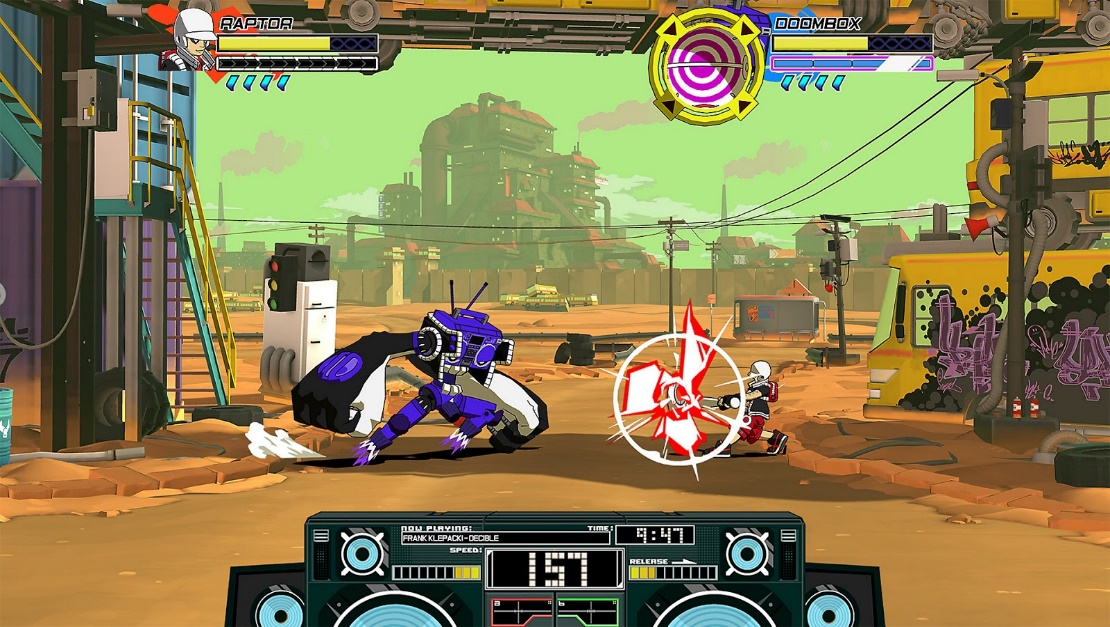 RAPTOR
DOOMBOX
NOW PLAYING:
TIME:
9:47
FRANK KLEPACKI - DECIBLE
SPEED:
157
RELEASE
a
b